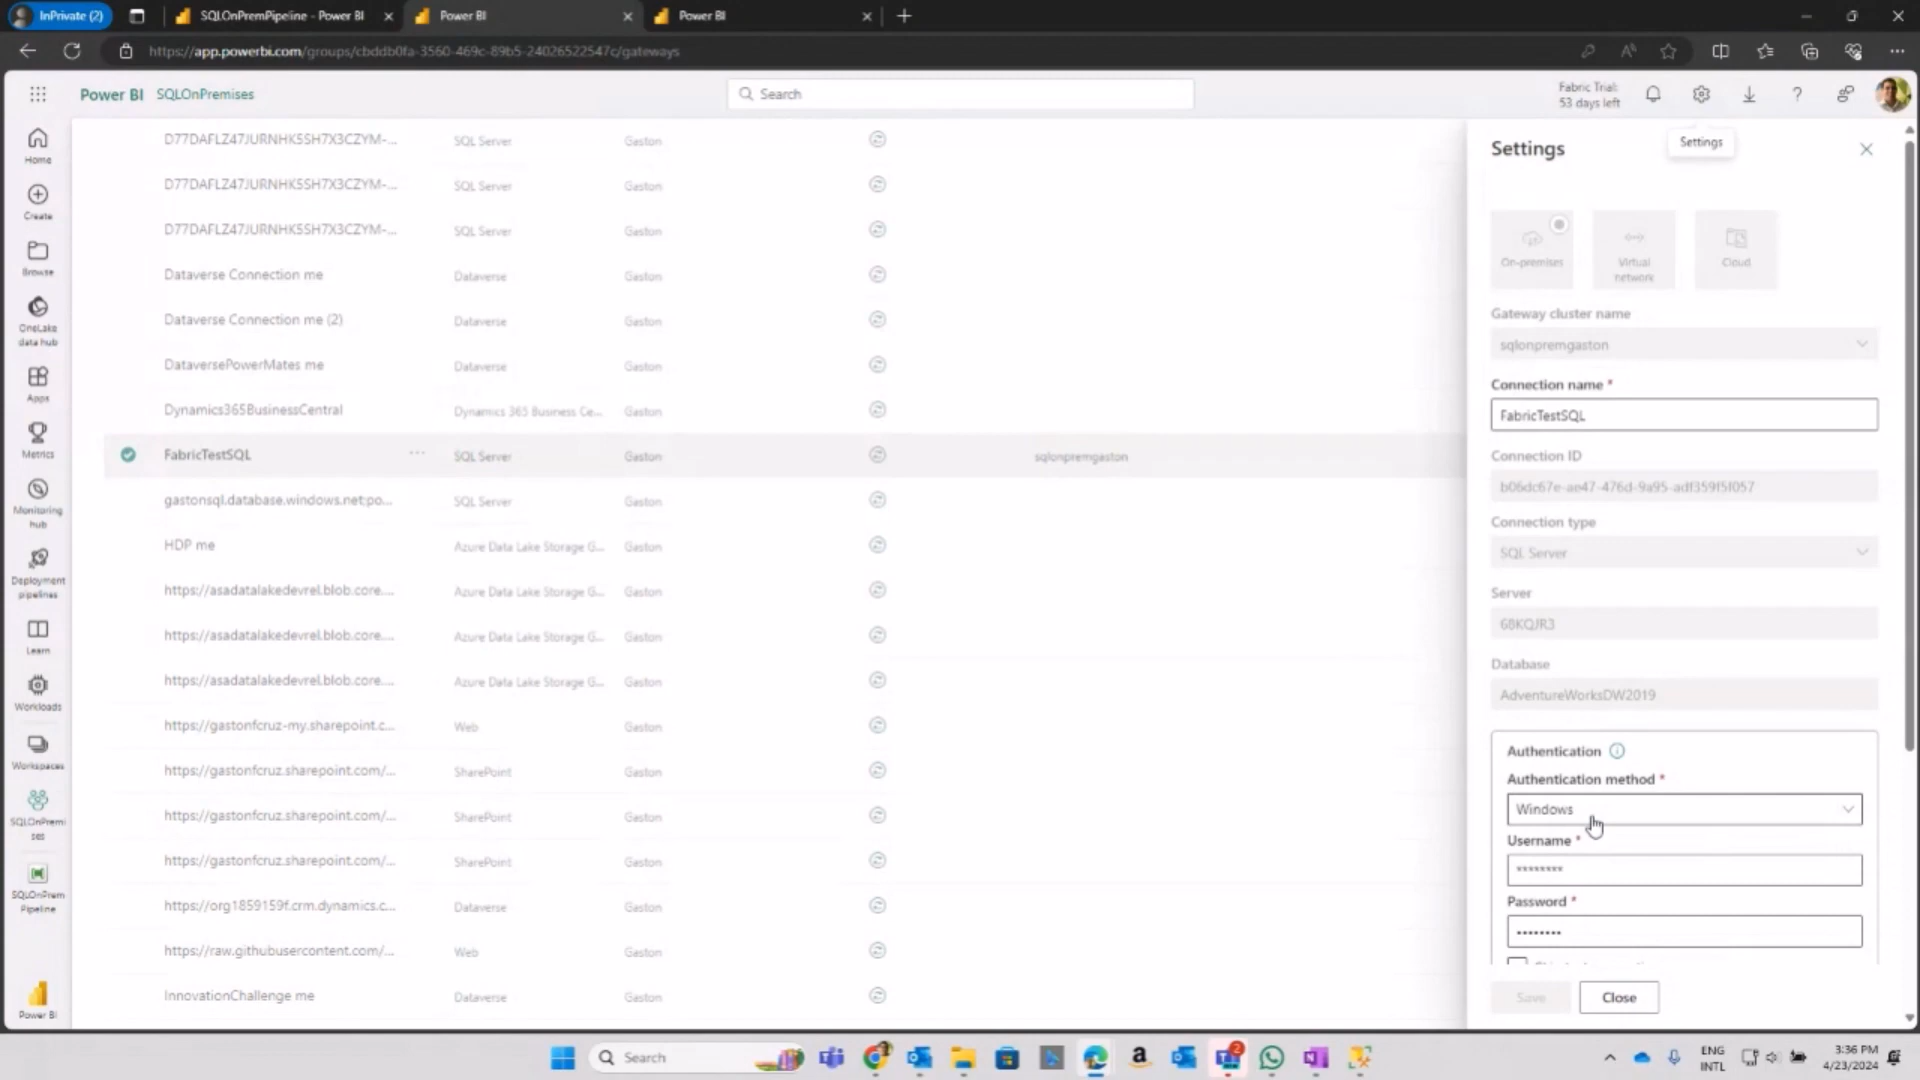 InPrivate (2)
SQLOnPremPipeline - Power BI
Power BI
Power BI
https://app.powerbi.com/groups/cbddb0fa-3560-469c-89b5-24026522547c/gateways
Power BI SQLOnPremises
Search
Fabric Trial:
53 days left
Home
Create
Browse
OneLake
data hub
Apps
Metrics
Monitoring
hub
Deployment
pipelines
Learn
Workloads
Workspaces
SQLOnPremi
ses
SQLOnPrem
Pipeline
Power BI
D77DAFLZ47JURNHK5SH7X3CZYM-... SQL Server Gaston
D77DAFLZ47JURNHK5SH7X3CZYM-... SQL Server Gaston
D77DAFLZ47JURNHK5SH7X3CZYM-... SQL Server Gaston
Dataverse Connection me Dataverse Gaston
Dataverse Connection me (2) Dataverse Gaston
DataversePowerMates me Dataverse Gaston
Dynamics365BusinessCentral Dynamics 365 Business Ce... Gaston
FabricTestSQL ... SQL Server Gaston sqlonpremgaston
gastonsql.database.windows.net;po... SQL Server Gaston
HDP me Azure Data Lake Storage G... Gaston
https://asadatalakedevrel.blob.core.... Azure Data Lake Storage G... Gaston
https://asadatalakedevrel.blob.core.... Azure Data Lake Storage G... Gaston
https://asadatalakedevrel.blob.core.... Azure Data Lake Storage G... Gaston
https://gastonfcruz-my.sharepoint.c... Web Gaston
https://gastonfcruz.sharepoint.com/... SharePoint Gaston
https://gastonfcruz.sharepoint.com/... SharePoint Gaston
https://gastonfcruz.sharepoint.com/... SharePoint Gaston
https://org1859159f.crm.dynamics.c... Dataverse Gaston
https://raw.githubusercontent.com/... Web Gaston
InnovationChallenge me Dataverse Gaston
Settings
Settings
On-premises
Virtual
network
Cloud
Gateway cluster name
sqlonpremgaston
Connection name *
FabricTestSQL
Connection ID
b06dc67e-ae47-476d-9a95-adf359f5f057
Connection type
SQL Server
Server
68KQJR3
Database
AdventureWorksDW2019
Authentication
Authentication method *
Windows
Username *
********
Password *
••••••••
Save
Close
Search
2
ENG
INTL
3:36 PM
4/23/2024